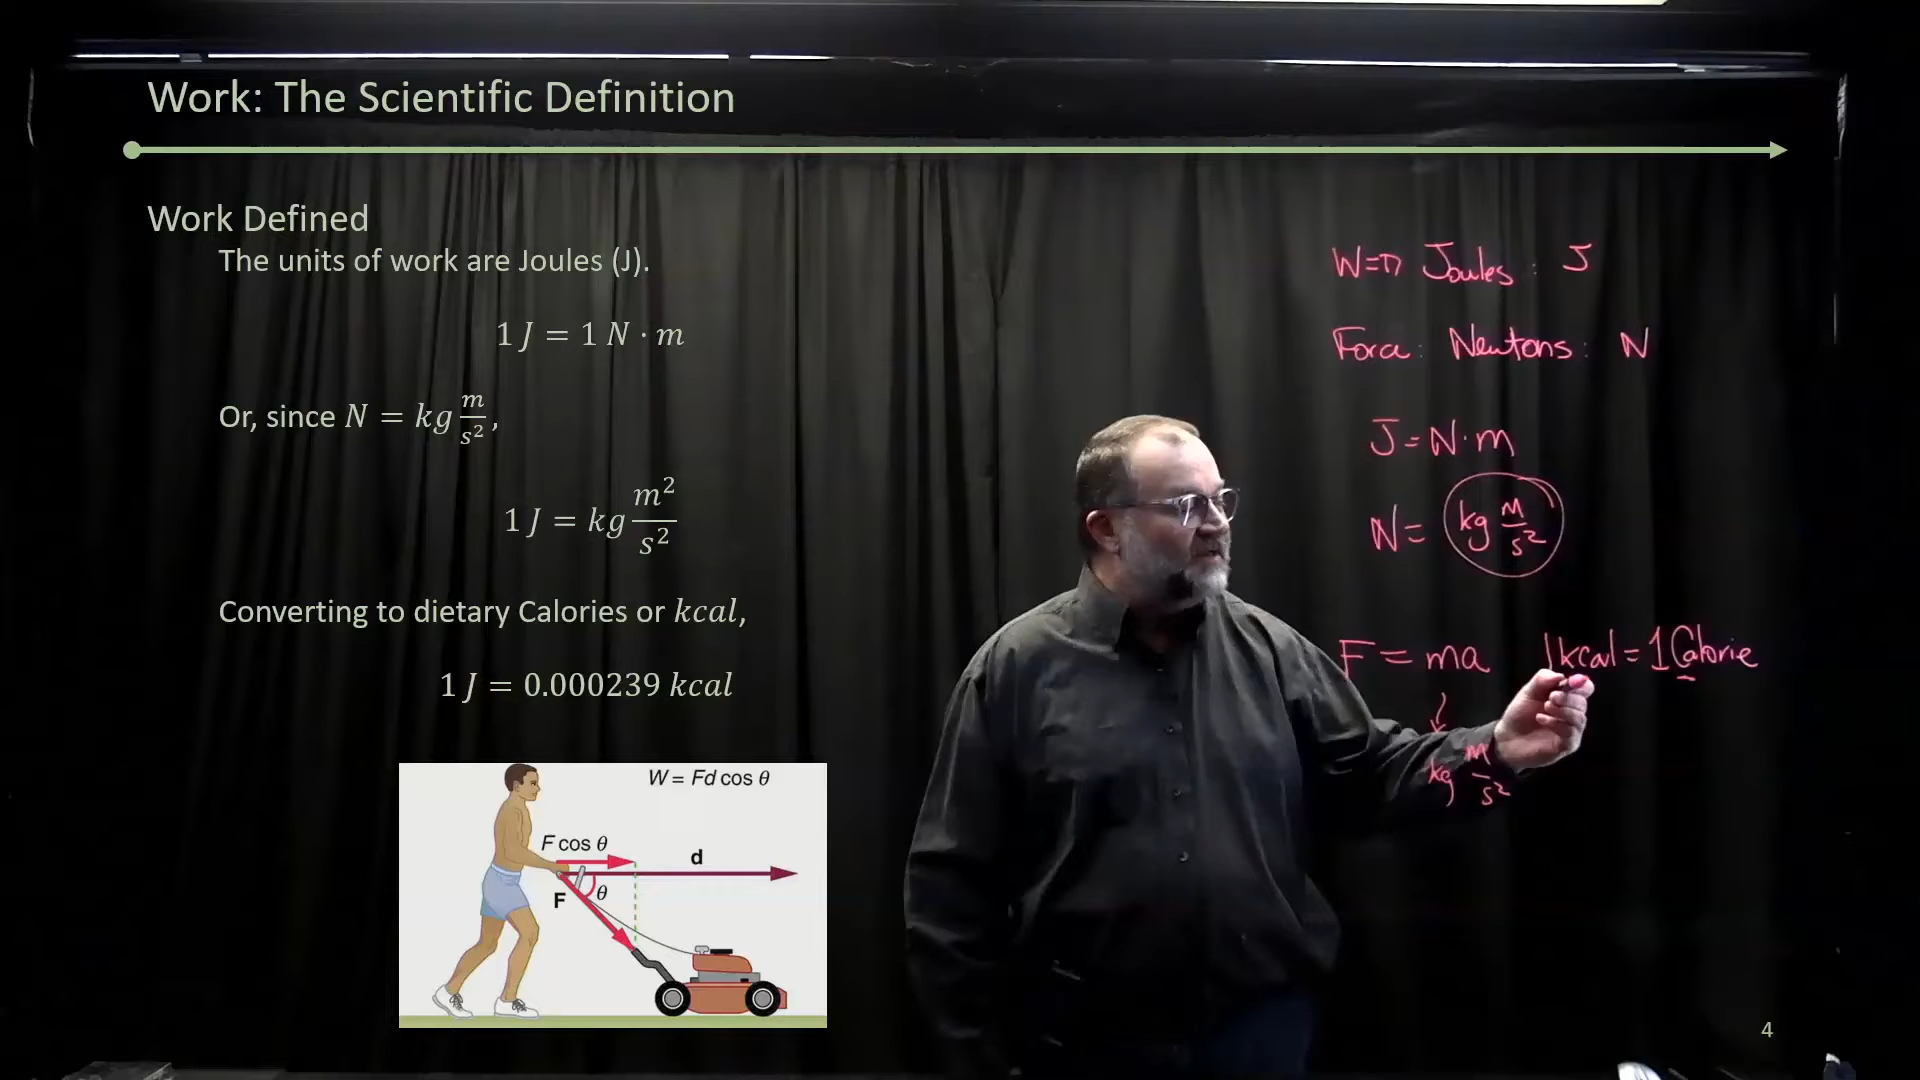 Work: The Scientific Definition
Work Defined
The units of work are Joules (J).
1 J = 1 N · m
Or, since N = kg m/s²,
1 J = kg m²/s²
Converting to dietary Calories or kcal,
1 J = 0.000239 kcal
W = Fd cos θ
F cos θ
d
θ
F
W=> Joules : J
Force : Newtons : N
J = N·m
N = kg m/s²
F = ma
1kcal = 1Calorie
kg m/s²
4